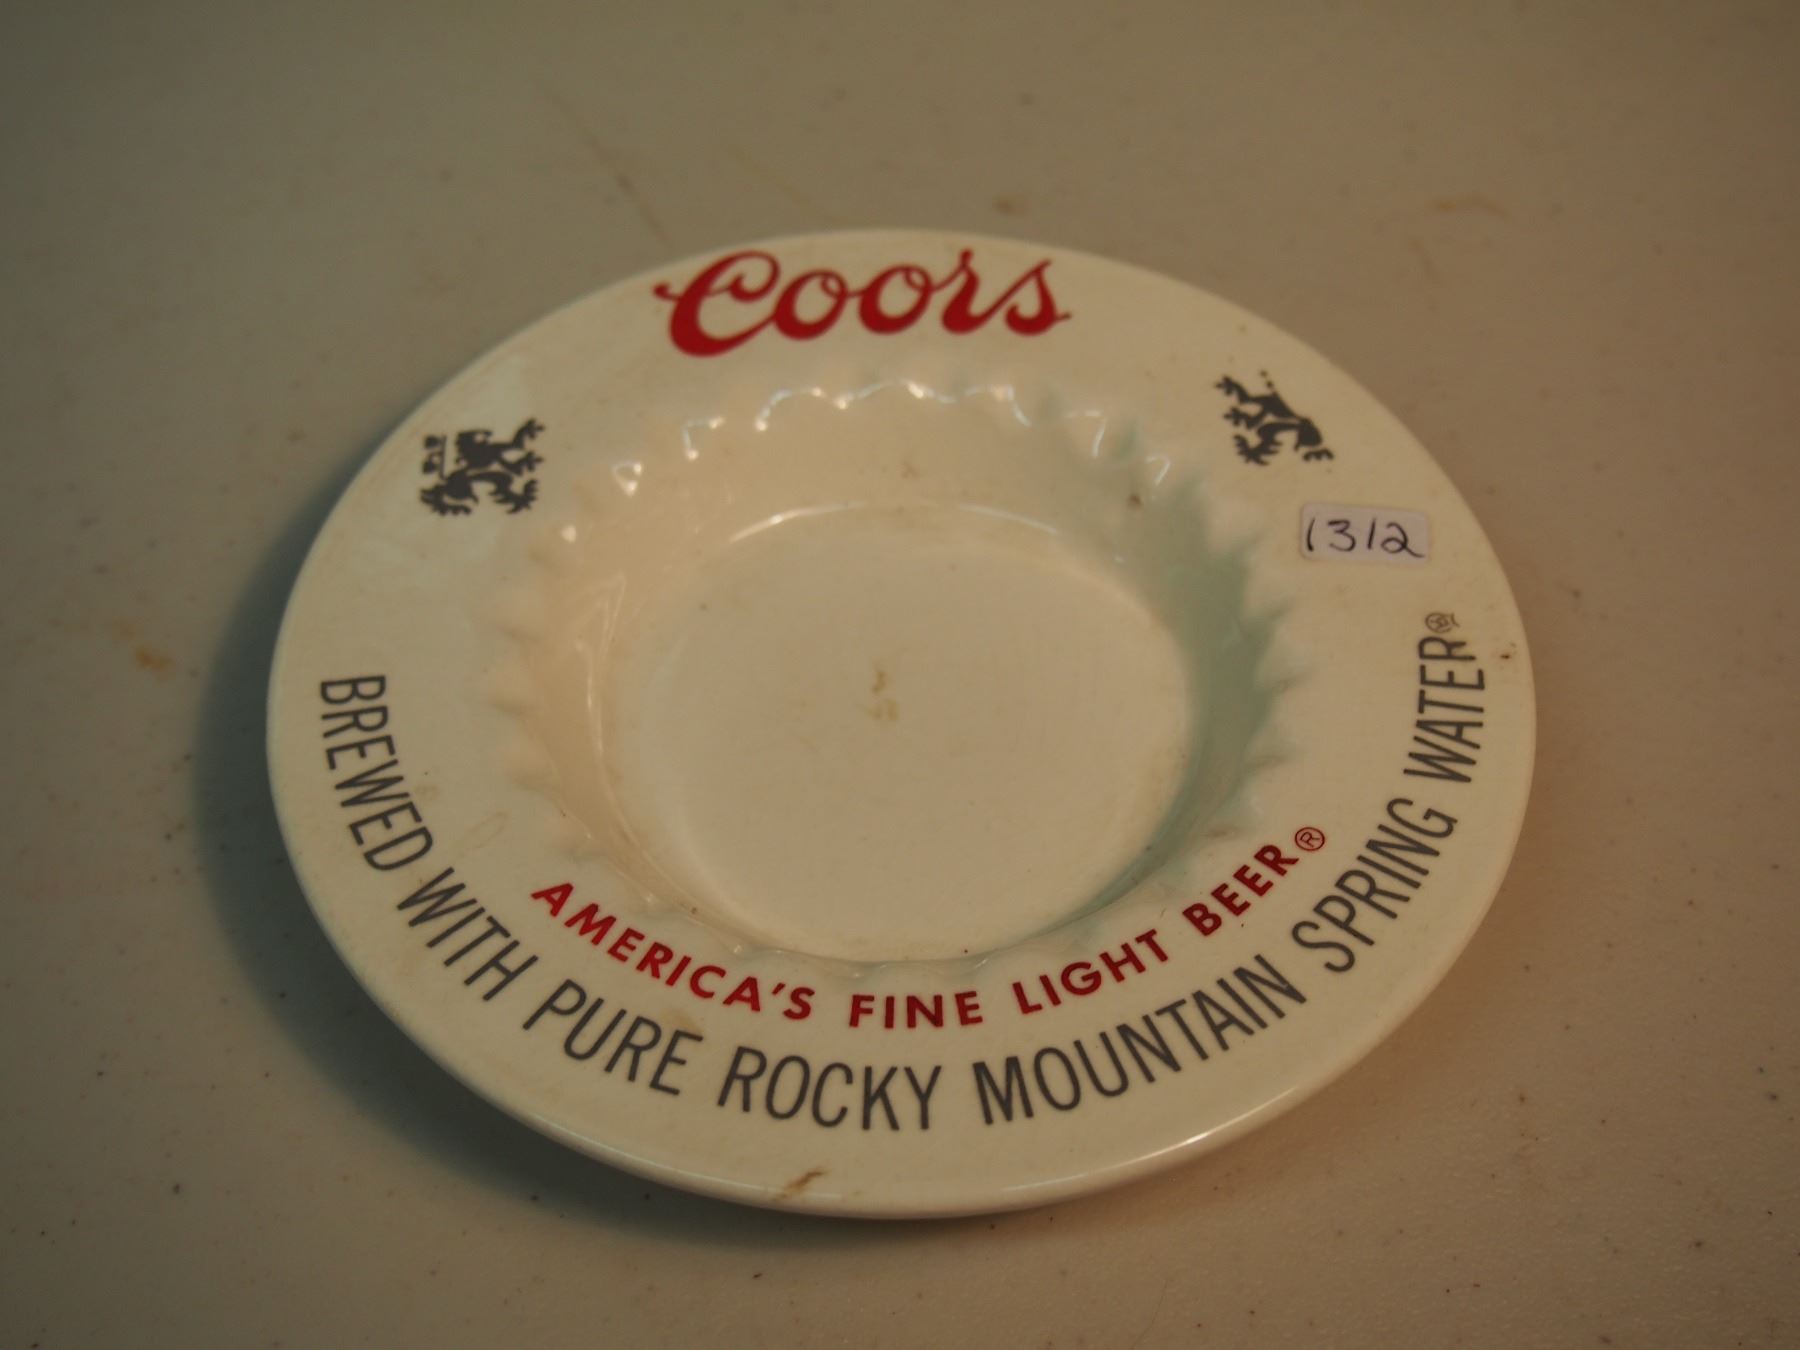 Coors
1312
AMERICA'S FINE LIGHT BEER®
BREWED WITH PURE ROCKY MOUNTAIN SPRING WATER®